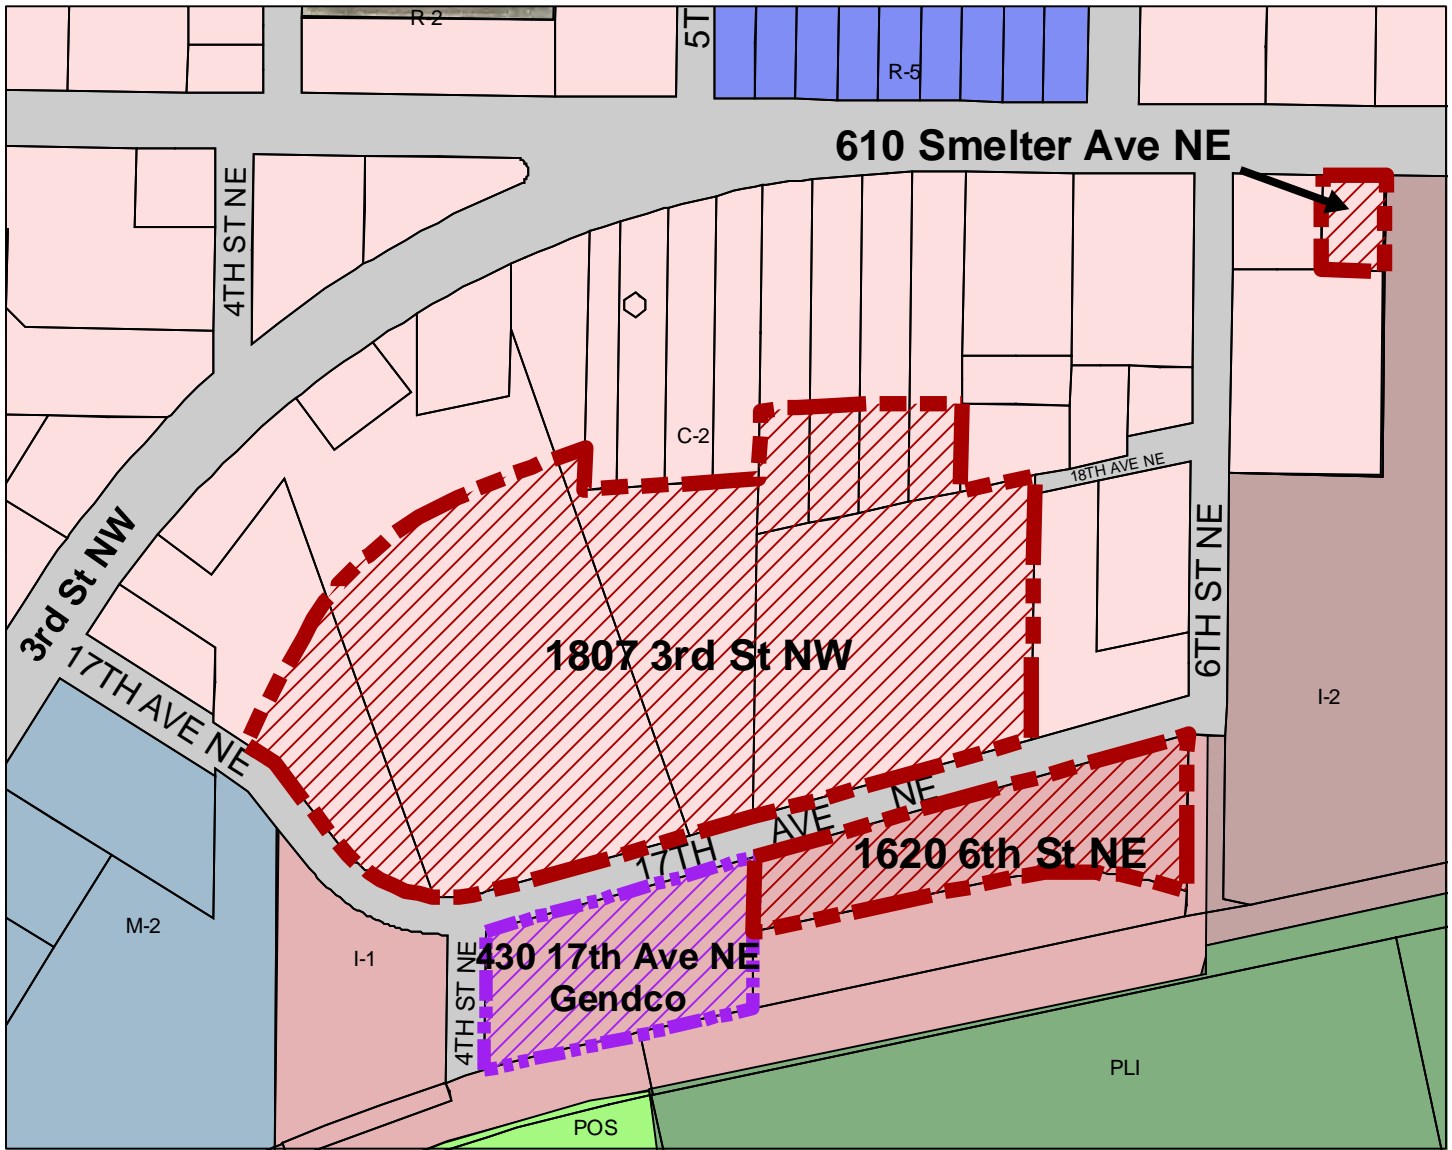 R-2
5T
R-5
610 Smelter Ave NE
4TH ST NE
C-2
18TH AVE NE
3rd St NW
6TH ST NE
1807 3rd St NW
17TH AVE NE
I-2
17TH AVE NE
1620 6th St NE
M-2
I-1
4TH ST NE
430 17th Ave NE
Gendco
PLI
POS